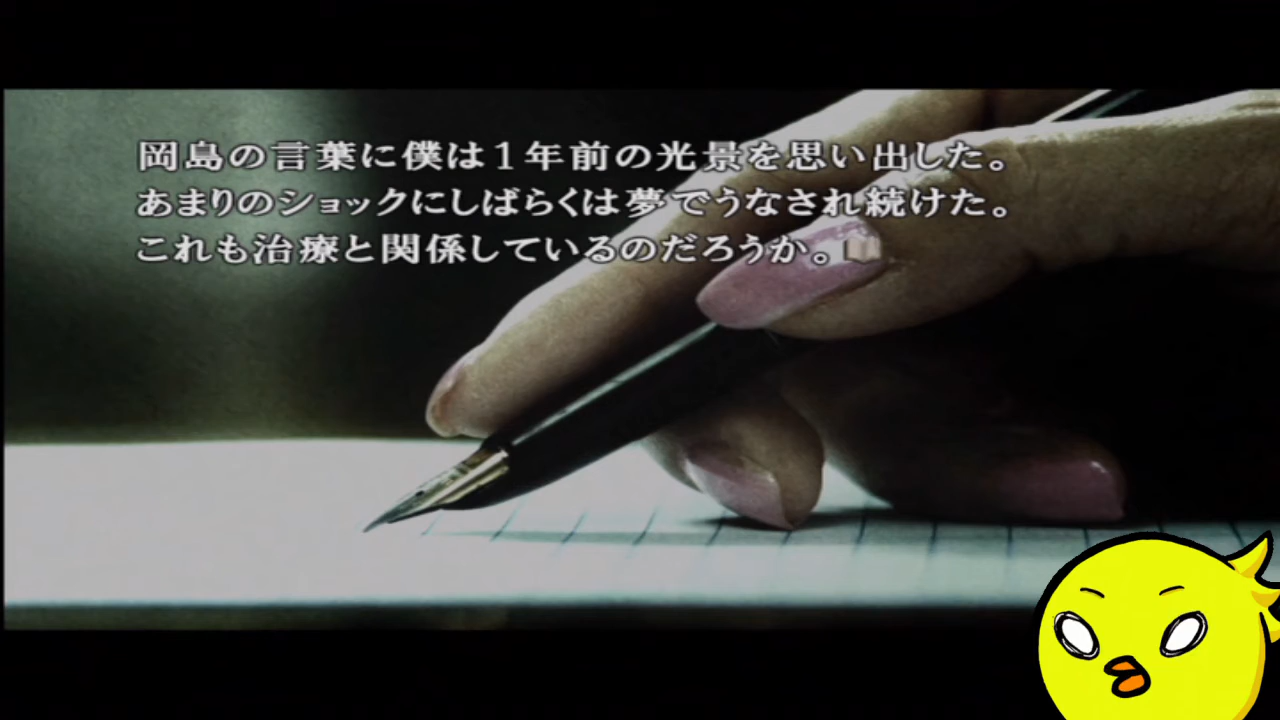 岡島の言葉に僕は１年前の光景を思い出した。
あまりのショックにしばらくは夢でうなされ続けた。
これも治療と関係しているのだろうか。